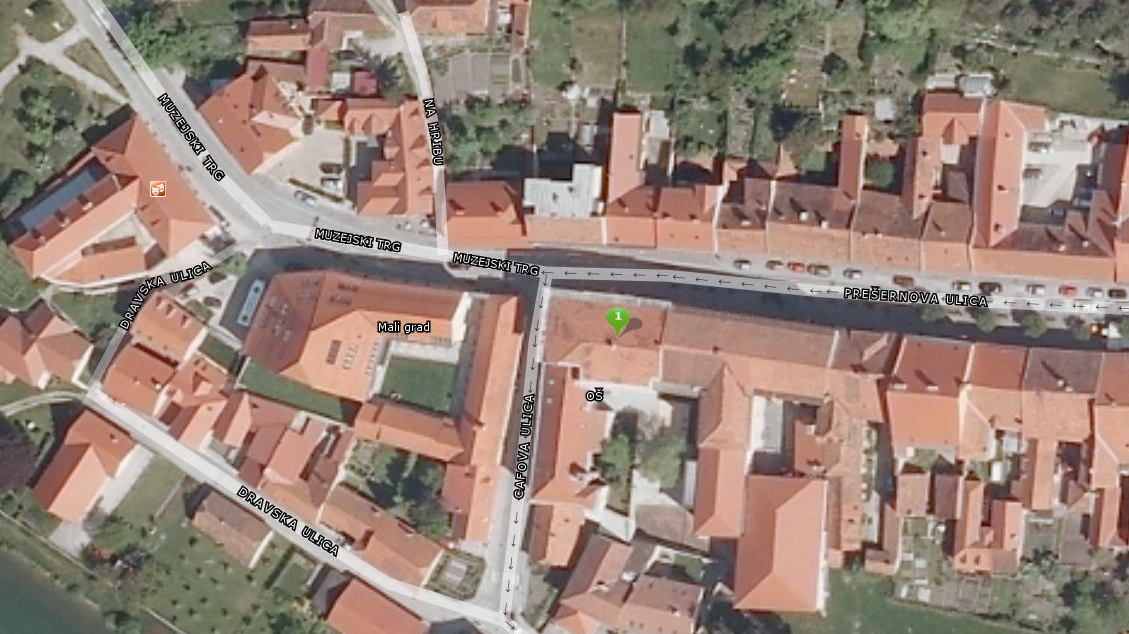 MUZEJSKI TRG
NA HRIBU
MUZEJSKI TRG
MUZEJSKI TRG
DRAVSKA ULICA
PREŠERNOVA ULICA
1
Mali grad
OŠ
CAFOVA ULICA
DRAVSKA ULICA